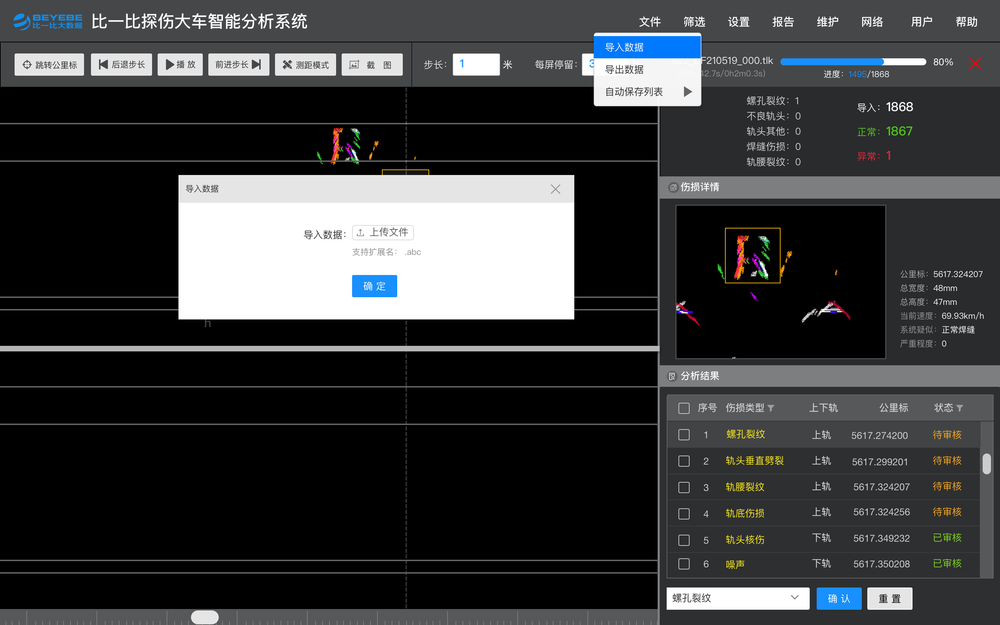 BEYEBE
比一比大数据
比一比探伤大车智能分析系统
文件 筛选 设置 报告 维护 网络 用户 帮助
导入数据
导出数据
自动保存列表
跳转公里标 后退步长 播 放 前进步长 测距模式 截 图
步长： 1 米 每屏停留： 3
822_DF210519_000.tlk 80%
42.7s/0h2m0.3s)
进度：1495/1868
螺孔裂纹：1
不良轨头：0
轨头其他：0
焊缝伤损：0
轨腰裂纹：0
导入：1868
正常：1867
异常：1
导入数据
导入数据：
上传文件
支持扩展名： .abc
确 定
h
伤损详情
公里标：5617.324207
总宽度：48mm
总高度：47mm
当前速度：69.93km/h
系统疑似：正常焊缝
严重程度：0
分析结果
序号 伤损类型 上下轨 公里标 状态
1 螺孔裂纹 上轨 5617.274200 待审核
2 轨头垂直劈裂 上轨 5617.299201 待审核
3 轨腰裂纹 上轨 5617.324207 待审核
4 轨底伤损 上轨 5617.324256 待审核
5 轨头核伤 下轨 5617.349232 已审核
6 噪声 下轨 5617.350208 已审核
螺孔裂纹 确 认 重 置